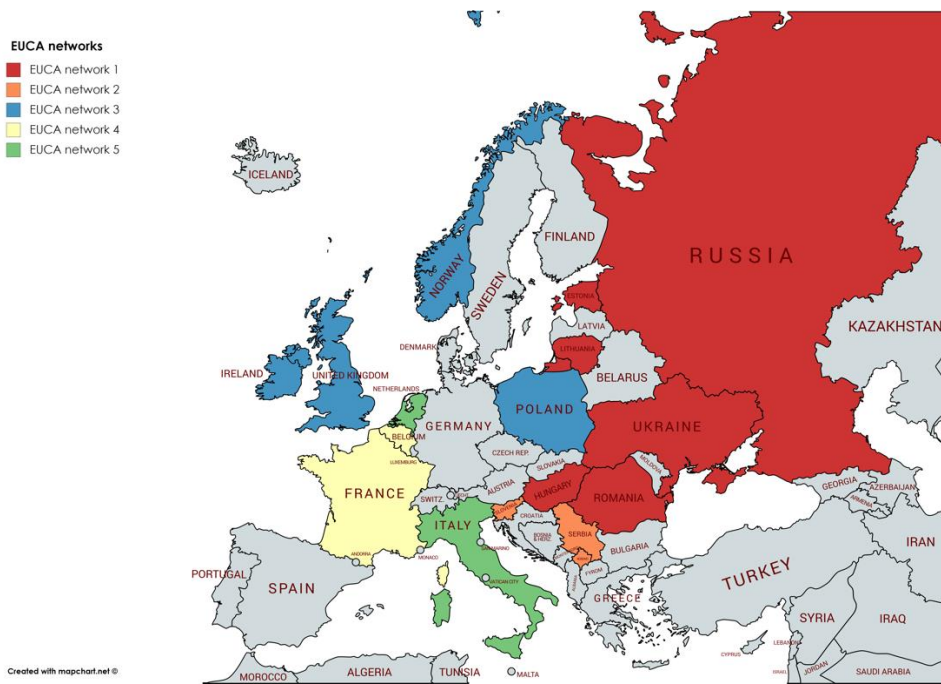 EUCA networks
EUCA network 1
EUCA network 2
EUCA network 3
EUCA network 4
EUCA network 5
ICELAND
NORWAY
SWEDEN
FINLAND
RUSSIA
ESTONIA
LATVIA
LITHUANIA
DENMARK
KAZAKHSTAN
IRELAND
UNITED KINGDOM
NETHERLANDS
BELARUS
POLAND
BELGIUM
GERMANY
UKRAINE
LUXEMBURG
CZECH REP.
SLOVAKIA
MOLDOVA
FRANCE
SWITZ.
AUSTRIA
HUNGARY
ROMANIA
GEORGIA
AZERBAIJAN
ARMENIA
ITALY
SLOVENIA
CROATIA
BOSNIA
& HERZ.
SERBIA
BULGARIA
ANDORRA
MONACO
SAN MARINO
VATICAN CITY
FYROM
PORTUGAL
SPAIN
GREECE
TURKEY
IRAN
SYRIA
IRAQ
CYPRUS
LEBANON
ISRAEL
JORDAN
SAUDI ARABIA
MOROCCO
ALGERIA
TUNISIA
MALTA
Created with mapchart.net ©